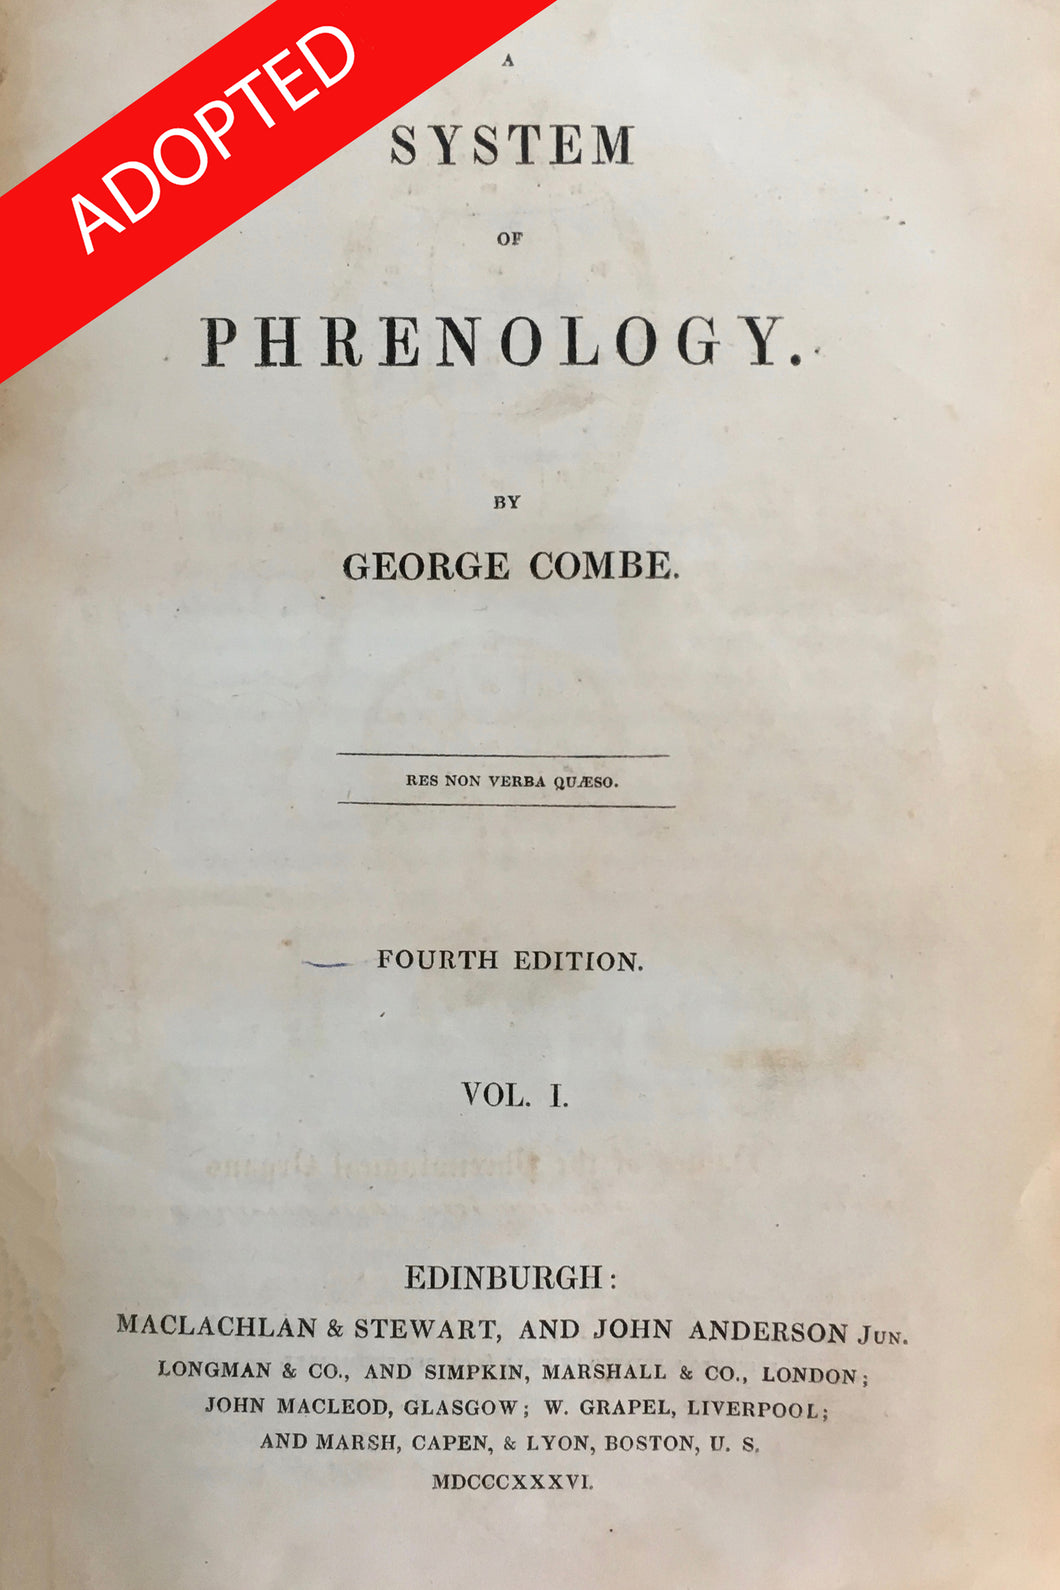 ADOPTED
A
SYSTEM
OF
PHRENOLOGY.
BY
GEORGE COMBE.
RES NON VERBA QUÆSO.
FOURTH EDITION.
VOL. I.
EDINBURGH:
MACLACHLAN & STEWART, AND JOHN ANDERSON JUN.
LONGMAN & CO., AND SIMPKIN, MARSHALL & CO., LONDON;
JOHN MACLEOD, GLASGOW; W. GRAPEL, LIVERPOOL;
AND MARSH, CAPEN, & LYON, BOSTON, U. S.
MDCCCXXXVI.